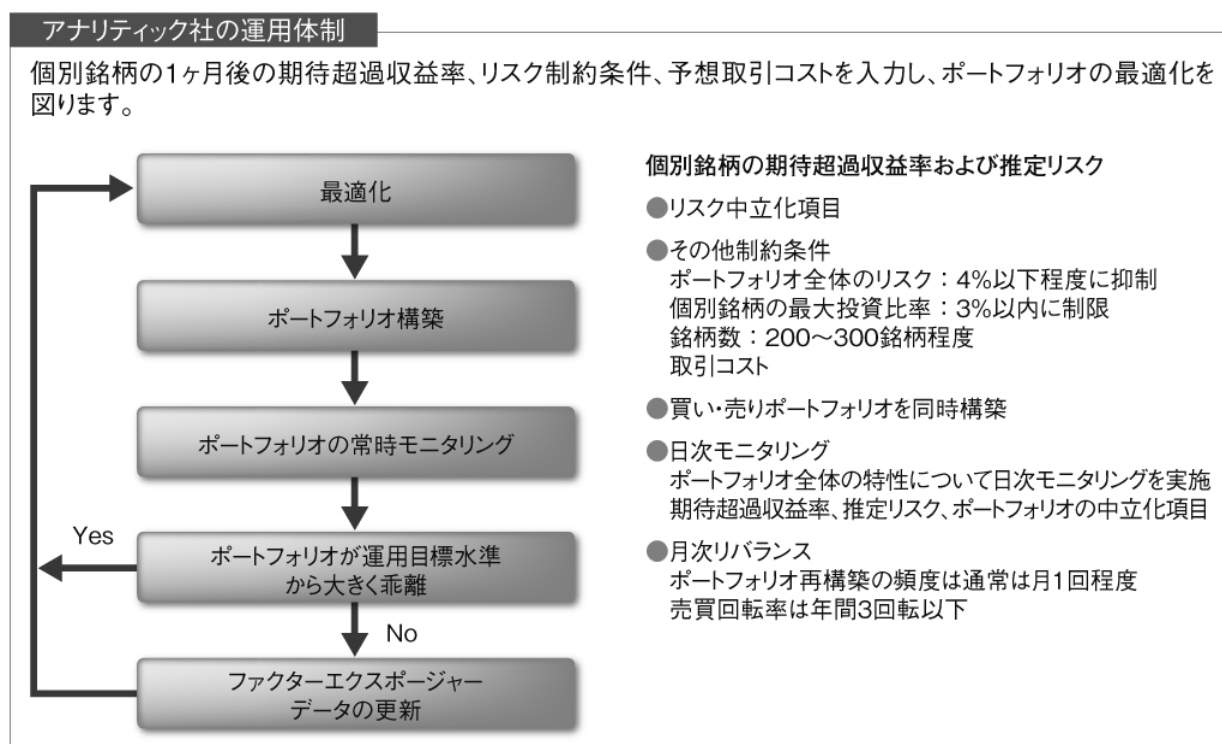 アナリティック社の運用体制
個別銘柄の1ヶ月後の期待超過収益率、リスク制約条件、予想取引コストを入力し、ポートフォリオの最適化を
図ります。
最適化
ポートフォリオ構築
ポートフォリオの常時モニタリング
Yes
ポートフォリオが運用目標水準
から大きく乖離
No
ファクターエクスポージャー
データの更新
個別銘柄の期待超過収益率および推定リスク
●リスク中立化項目
●その他制約条件
ポートフォリオ全体のリスク：4%以下程度に抑制
個別銘柄の最大投資比率：3%以内に制限
銘柄数：200～300銘柄程度
取引コスト
●買い・売りポートフォリオを同時構築
●日次モニタリング
ポートフォリオ全体の特性について日次モニタリングを実施
期待超過収益率、推定リスク、ポートフォリオの中立化項目
●月次リバランス
ポートフォリオ再構築の頻度は通常は月1回程度
売買回転率は年間3回転以下